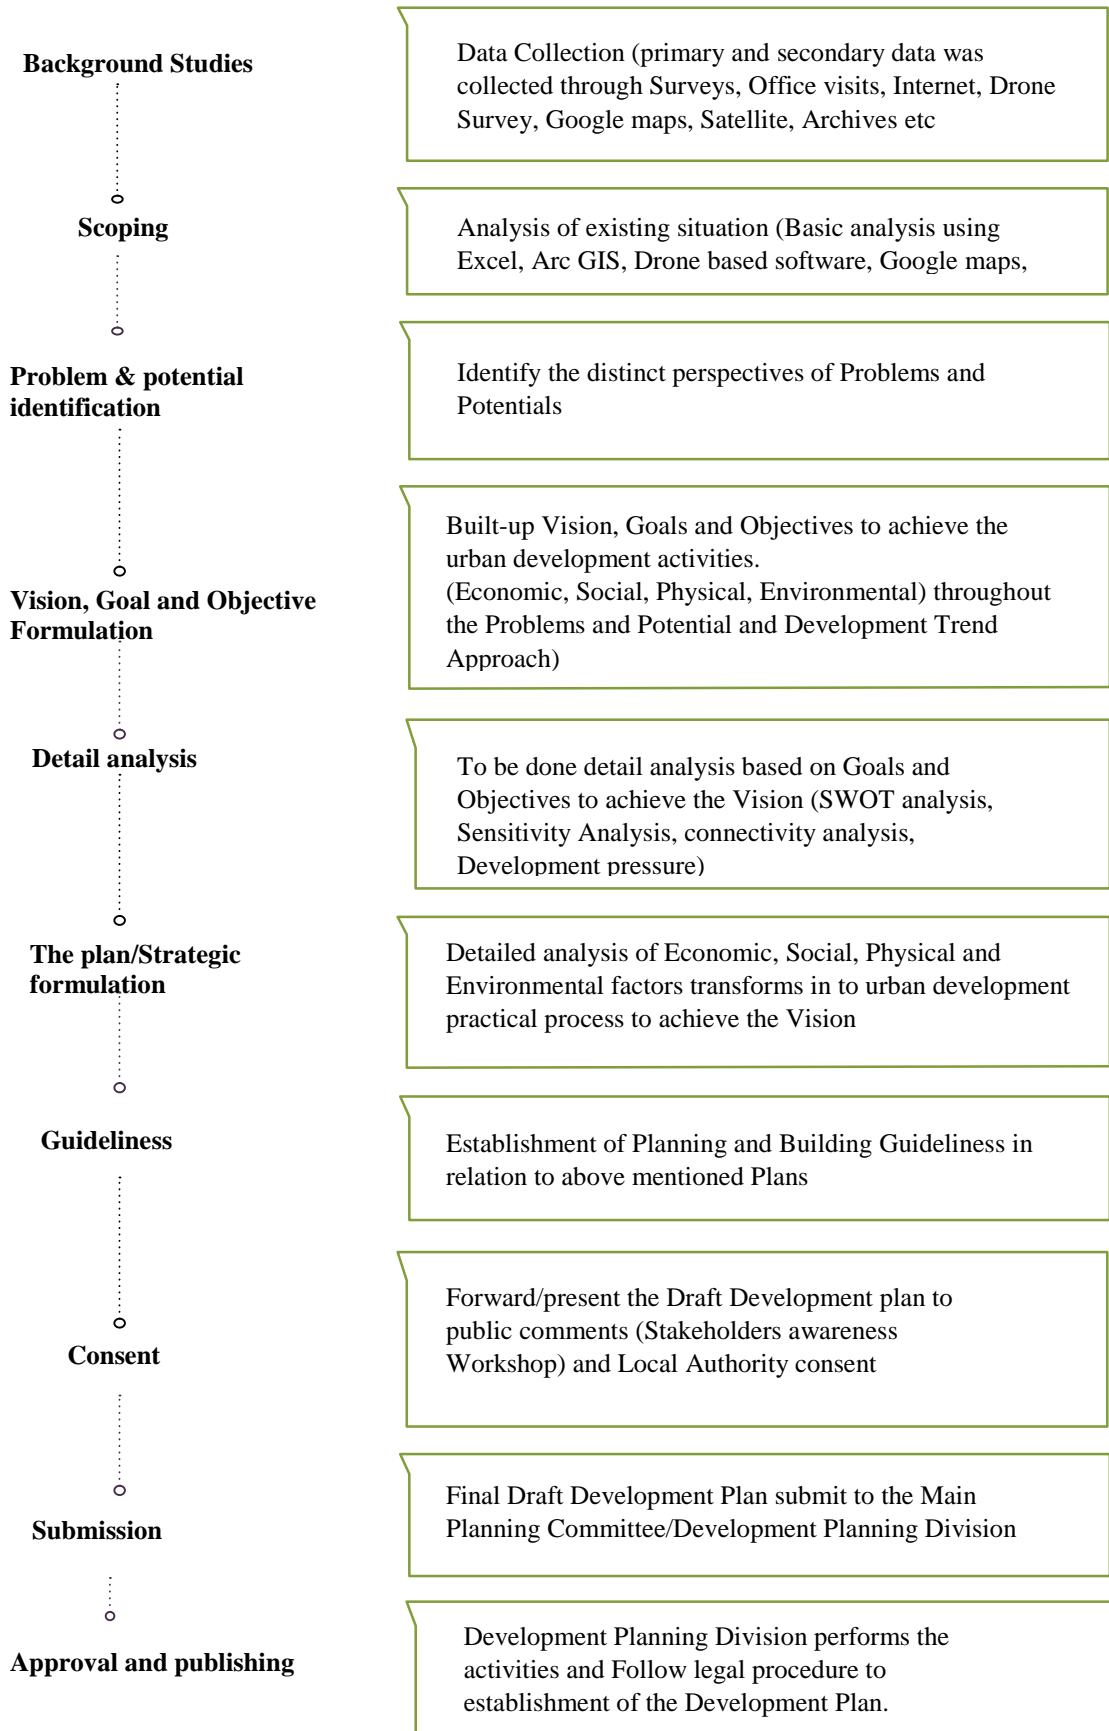 Background Studies
Data Collection (primary and secondary data was
collected through Surveys, Office visits, Internet, Drone
Survey, Google maps, Satellite, Archives etc
Scoping
Analysis of existing situation (Basic analysis using
Excel, Arc GIS, Drone based software, Google maps,
Problem & potential
identification
Identify the distinct perspectives of Problems and
Potentials
Vision, Goal and Objective
Formulation
Built-up Vision, Goals and Objectives to achieve the
urban development activities.
(Economic, Social, Physical, Environmental) throughout
the Problems and Potential and Development Trend
Approach)
Detail analysis
To be done detail analysis based on Goals and
Objectives to achieve the Vision (SWOT analysis,
Sensitivity Analysis, connectivity analysis,
Development pressure)
The plan/Strategic
formulation
Detailed analysis of Economic, Social, Physical and
Environmental factors transforms in to urban development
practical process to achieve the Vision
Guideliness
Establishment of Planning and Building Guideliness in
relation to above mentioned Plans
Consent
Forward/present the Draft Development plan to
public comments (Stakeholders awareness
Workshop) and Local Authority consent
Submission
Final Draft Development Plan submit to the Main
Planning Committee/Development Planning Division
Approval and publishing
Development Planning Division performs the
activities and Follow legal procedure to
establishment of the Development Plan.